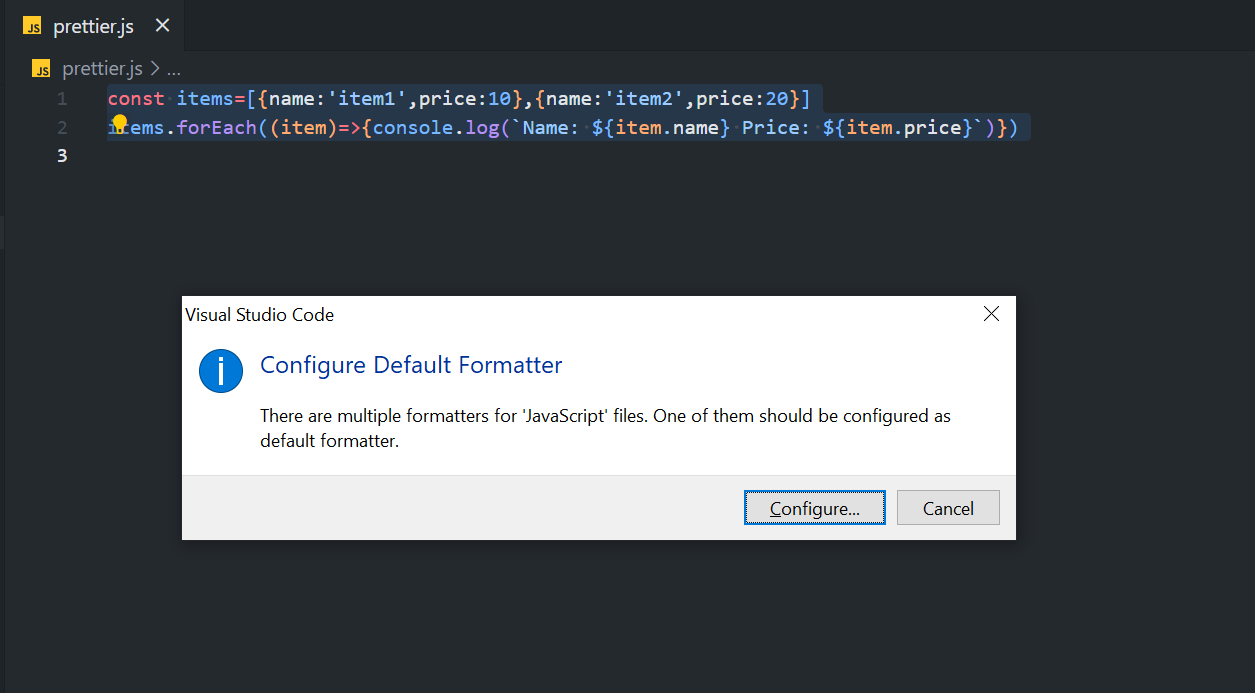 JS prettier.js
JS prettier.js > ...
1 const items=[{name:'item1',price:10},{name:'item2',price:20}]
2 items.forEach((item)=>{console.log(`Name: ${item.name} Price: ${item.price}`)})
3
Visual Studio Code
Configure Default Formatter
There are multiple formatters for 'JavaScript' files. One of them should be configured as
default formatter.
Configure... Cancel